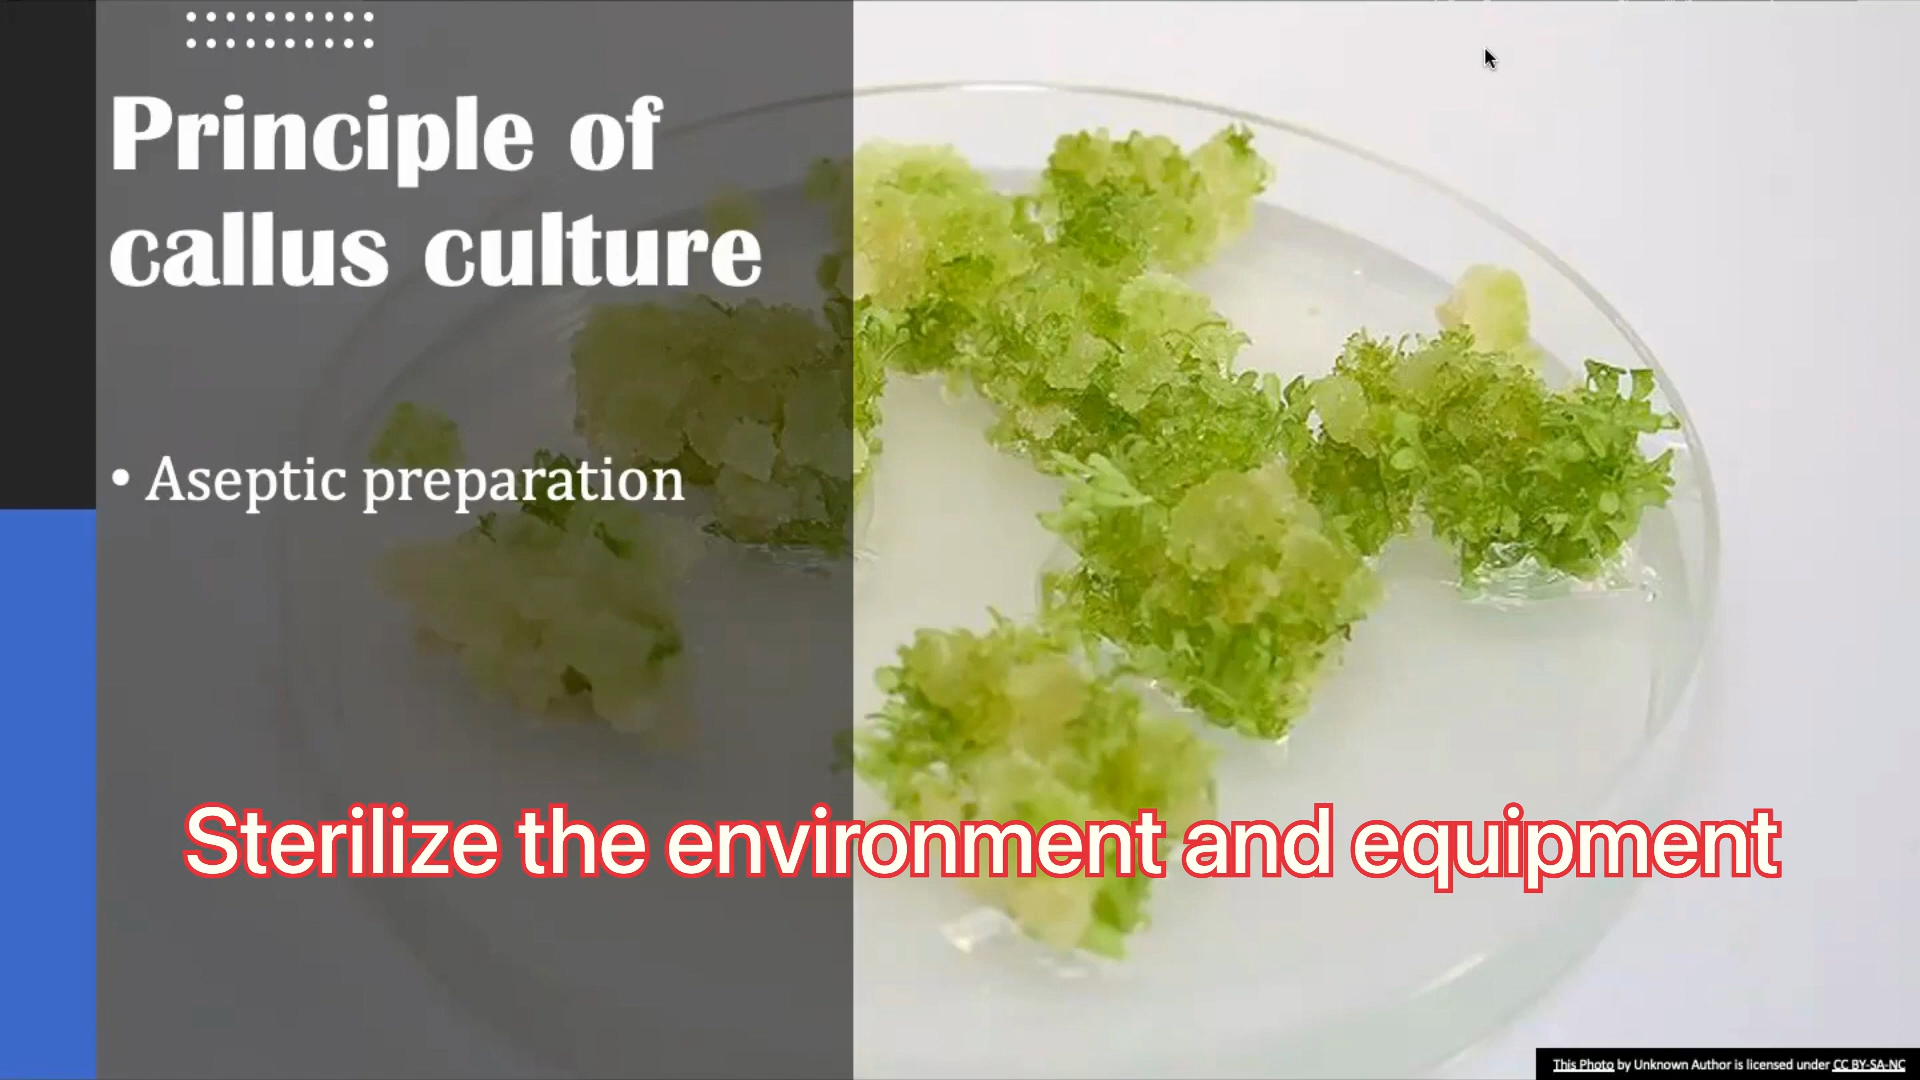 Principle of
callus culture
• Aseptic preparation
Sterilize the environment and equipment
This Photo by Unknown Author is licensed under CC BY-SA-NC